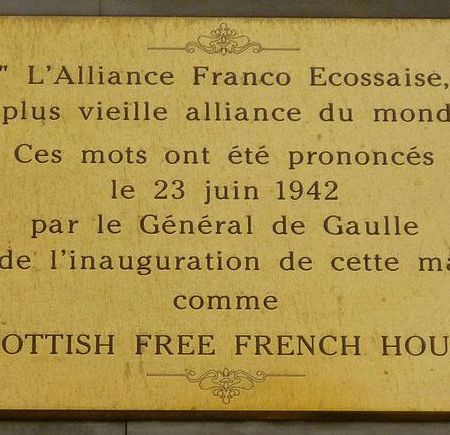 " L'Alliance Franco Ecossaise,
plus vieille alliance du mond
Ces mots ont été prononcés
le 23 juin 1942
par le Général de Gaulle
de l'inauguration de cette ma
comme
OTTISH FREE FRENCH HOU